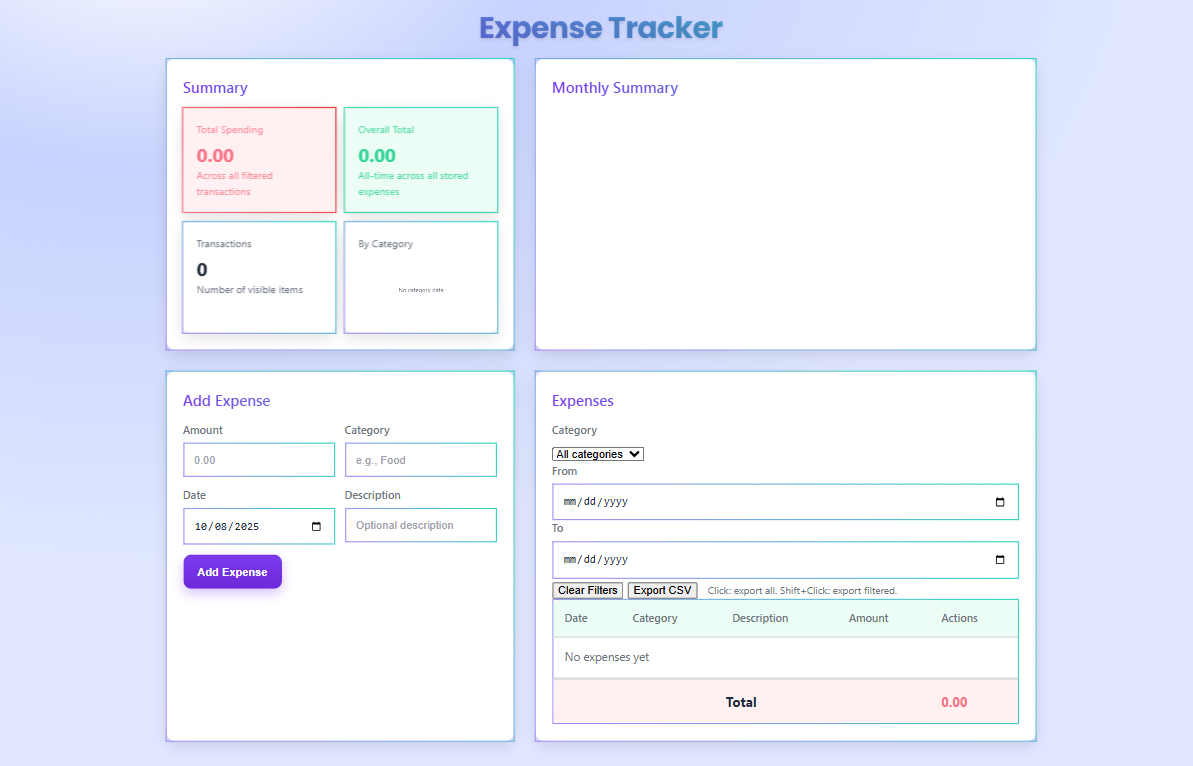 Expense Tracker
Summary
Total Spending
0.00
Across all filtered
transactions
Overall Total
0.00
All-time across all stored
expenses
Transactions
0
Number of visible items
By Category
No category data
Monthly Summary
Add Expense
Amount
Category
0.00
e.g., Food
Date
Description
10/08/2025
Optional description
Add Expense
Expenses
Category
All categories
From
mm/dd/yyyy
To
mm/dd/yyyy
Clear Filters Export CSV Click: export all. Shift+Click: export filtered.
Date Category Description Amount Actions
No expenses yet
Total 0.00